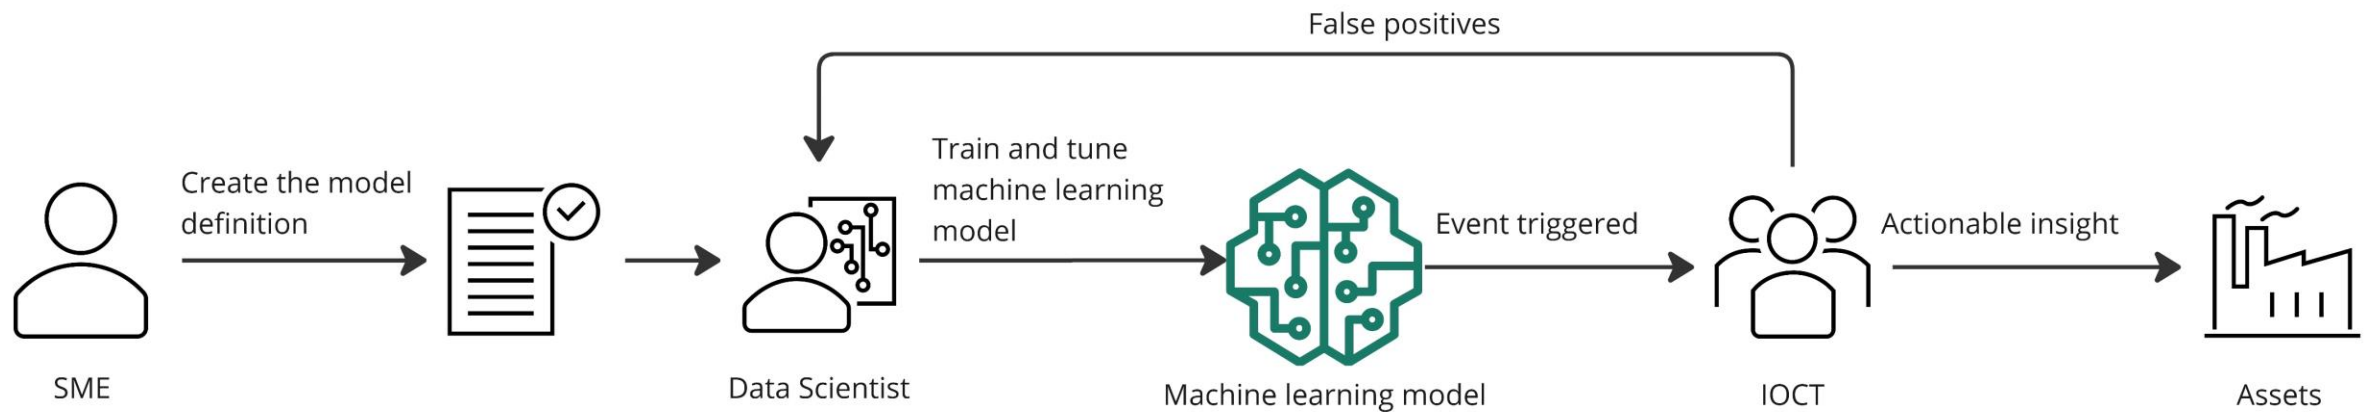 False positives
Create the model
definition
Train and tune
machine learning
model
Event triggered
Actionable insight
SME
Data Scientist
Machine learning model
IOCT
Assets